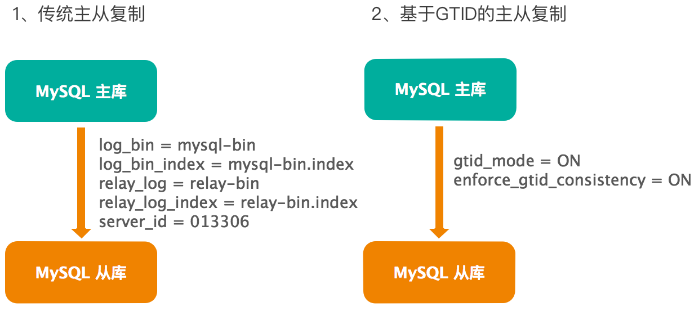 1、传统主从复制
MySQL 主库
log_bin = mysql-bin
log_bin_index = mysql-bin.index
relay_log = relay-bin
relay_log_index = relay-bin.index
server_id = 013306
MySQL 从库
2、基于GTID的主从复制
MySQL 主库
gtid_mode = ON
enforce_gtid_consistency = ON
MySQL 从库